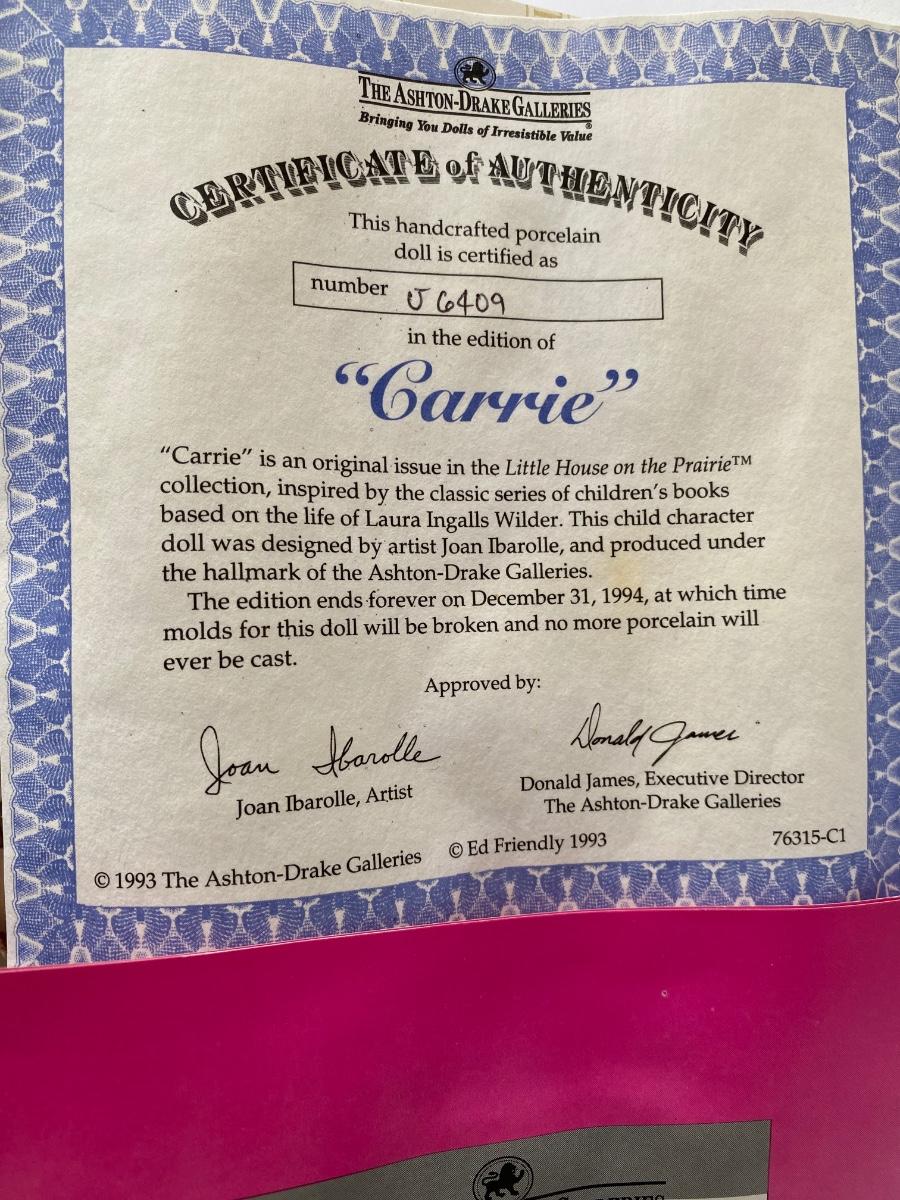 THE ASHTON-DRAKE GALLERIES
Bringing You Dolls of Irresistible Value®
CERTIFICATE of AUTHENTICITY
This handcrafted porcelain
doll is certified as
number J6409
in the edition of
“Carrie”
“Carrie” is an original issue in the Little House on the Prairie™
collection, inspired by the classic series of children’s books
based on the life of Laura Ingalls Wilder. This child character
doll was designed by artist Joan Ibarolle, and produced under
the hallmark of the Ashton-Drake Galleries.
The edition ends forever on December 31, 1994, at which time
molds for this doll will be broken and no more porcelain will
ever be cast.
Approved by:
Joan Ibarolle
Donald James
Joan Ibarolle, Artist
Donald James, Executive Director
The Ashton-Drake Galleries
© 1993 The Ashton-Drake Galleries
© Ed Friendly 1993
76315-C1